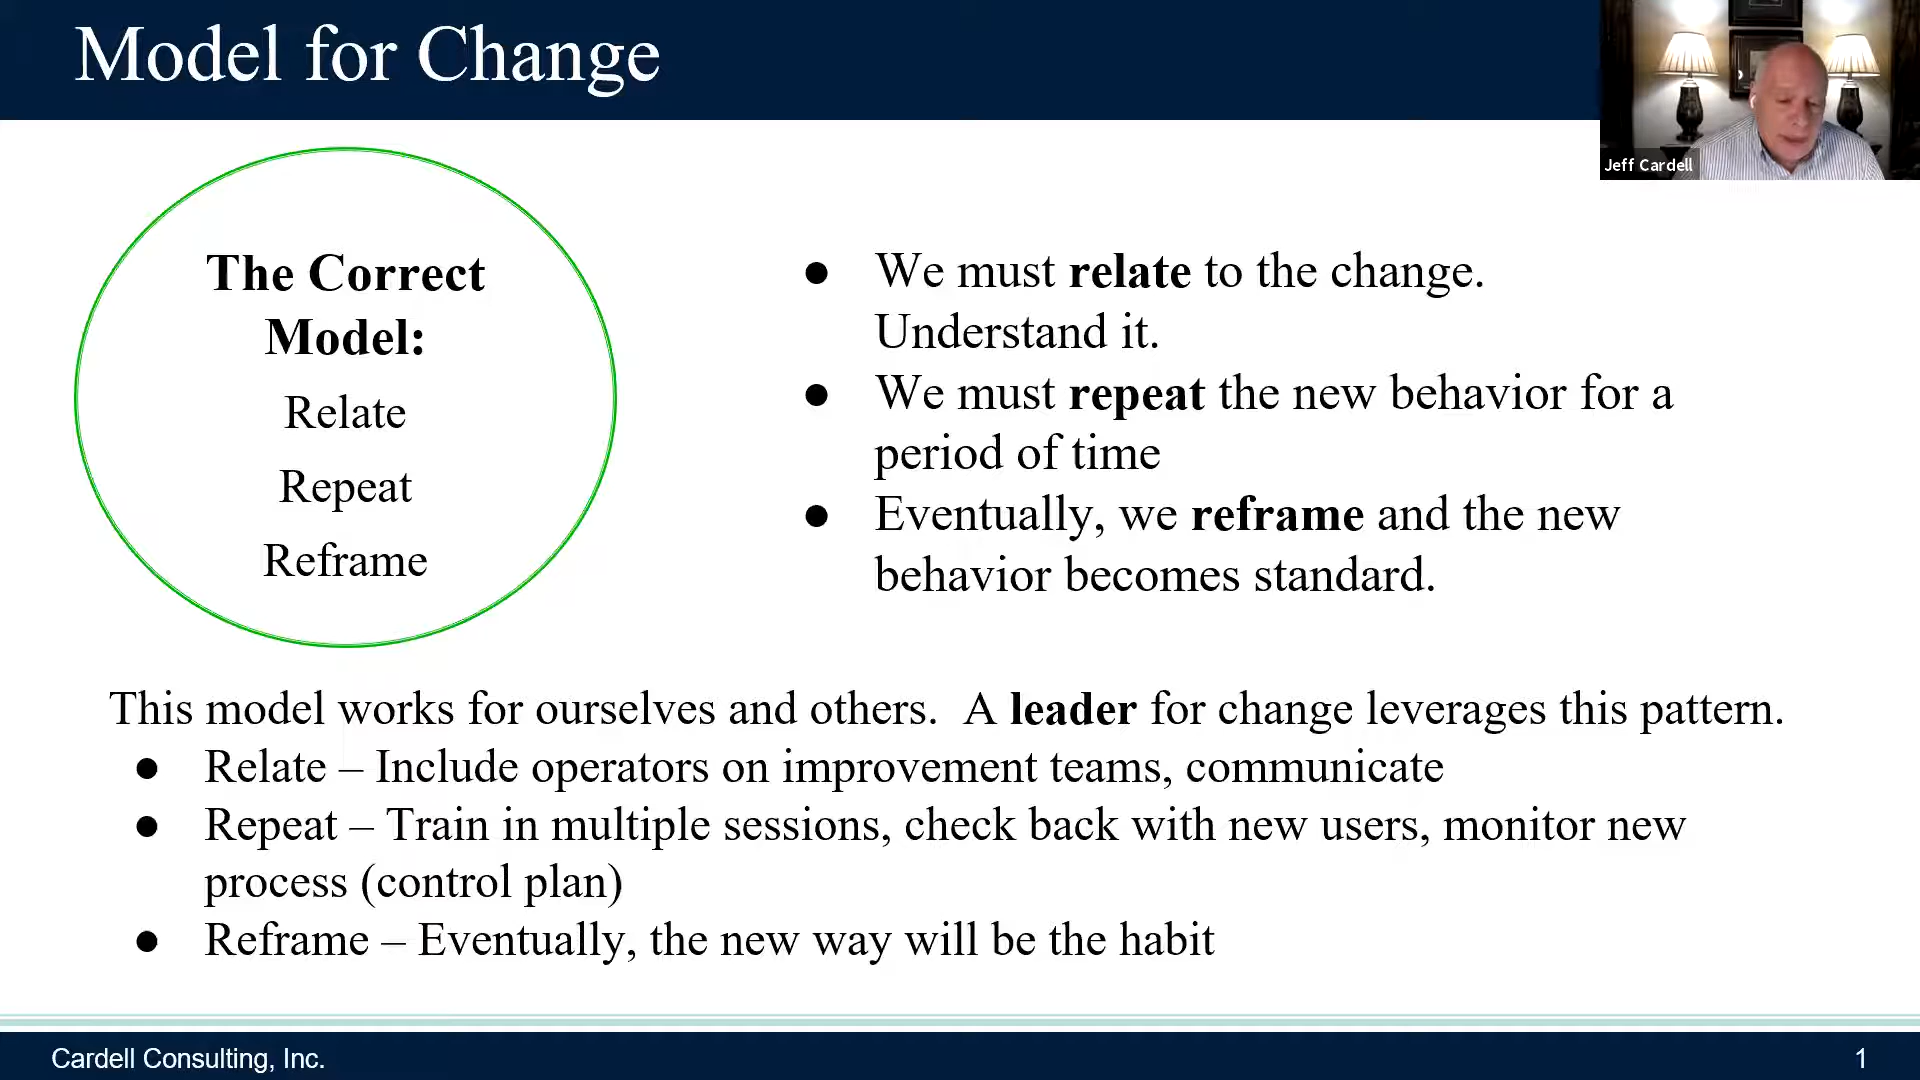 Model for Change
Jeff Cardell
The Correct
Model:
Relate
Repeat
Reframe
● We must relate to the change.
Understand it.
● We must repeat the new behavior for a
period of time
● Eventually, we reframe and the new
behavior becomes standard.
This model works for ourselves and others.  A leader for change leverages this pattern.
● Relate – Include operators on improvement teams, communicate
● Repeat – Train in multiple sessions, check back with new users, monitor new
process (control plan)
● Reframe – Eventually, the new way will be the habit
Cardell Consulting, Inc.
1